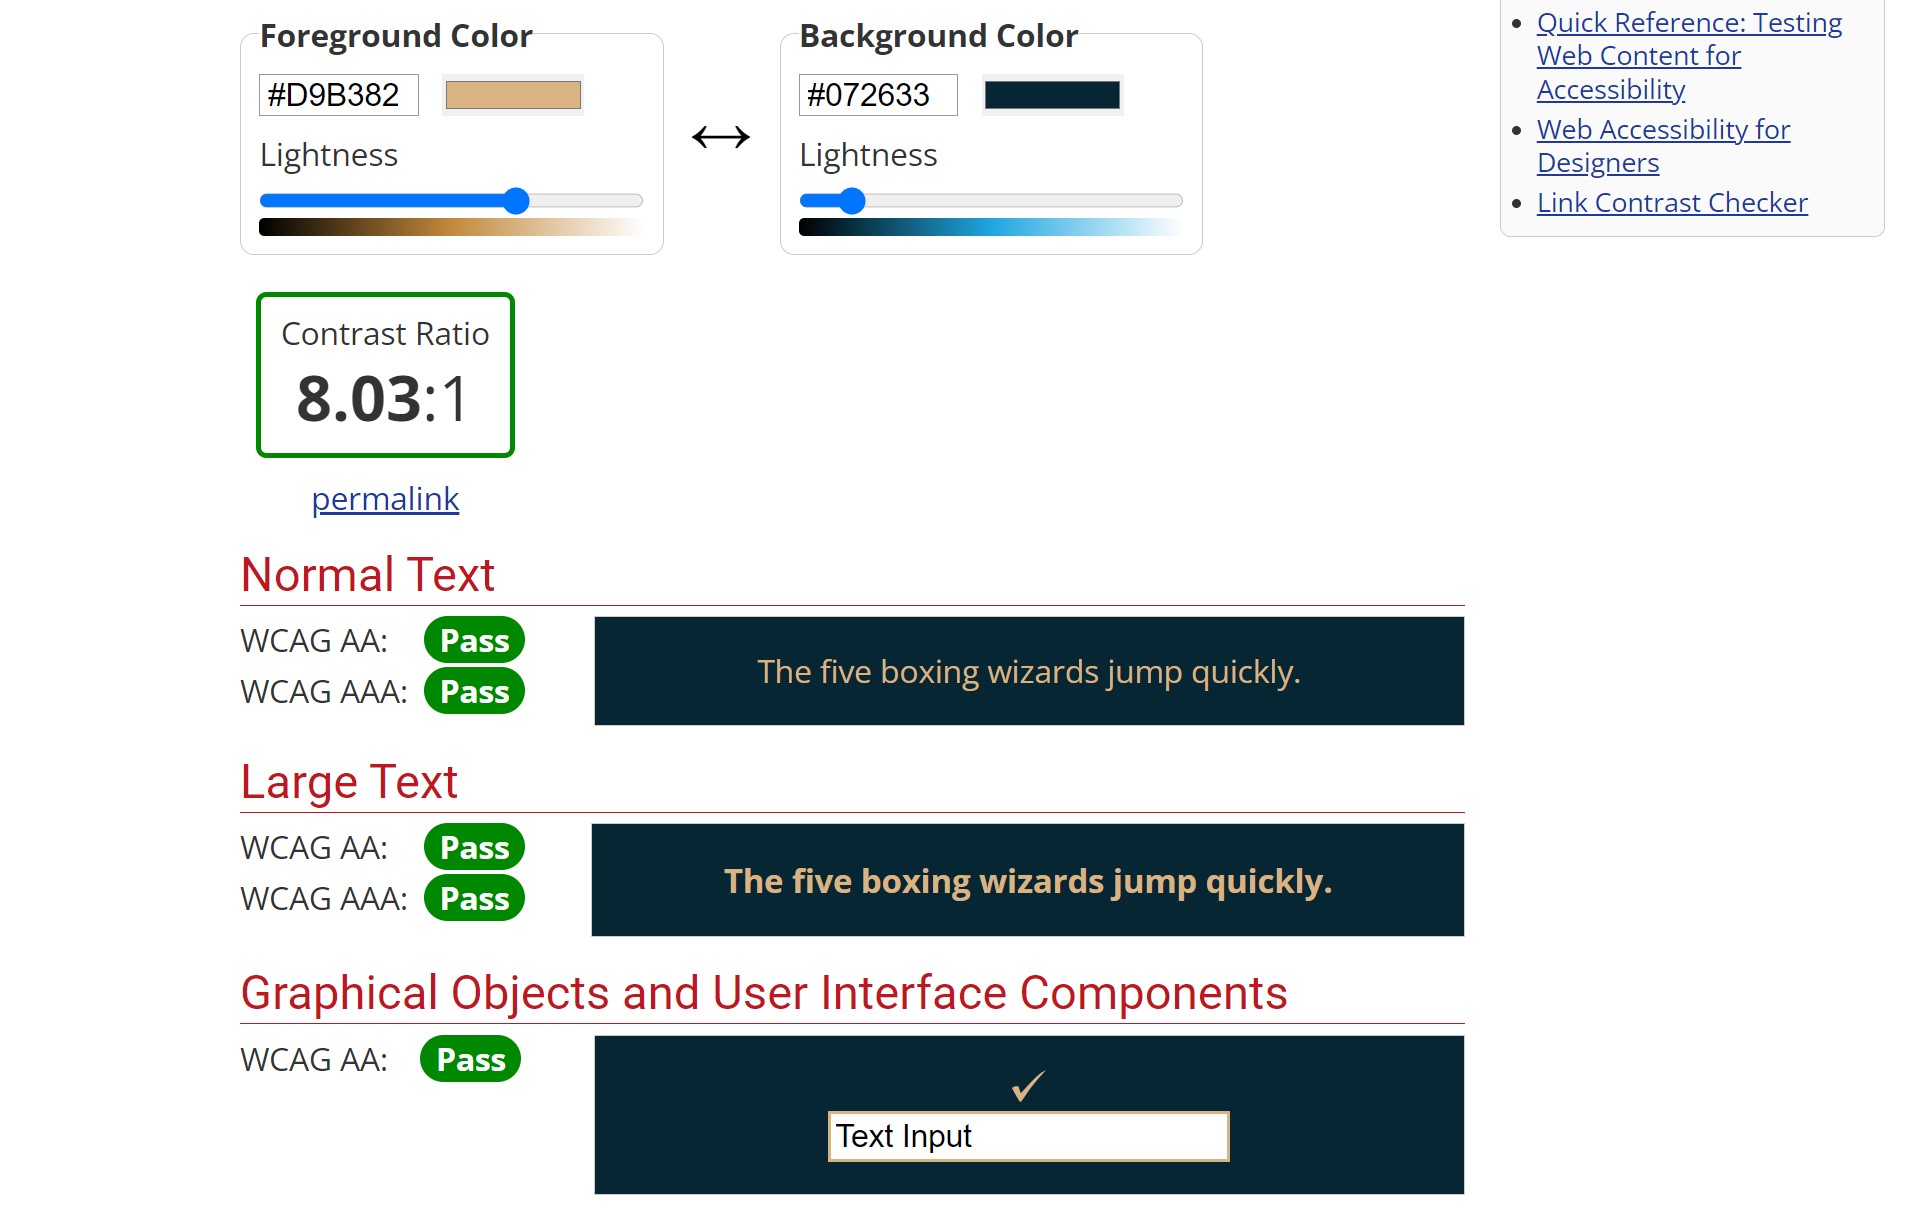 Foreground Color
#D9B382
Lightness
Background Color
#072633
Lightness
Quick Reference: Testing
Web Content for
Accessibility
Web Accessibility for
Designers
Link Contrast Checker
Contrast Ratio
8.03:1
permalink
Normal Text
WCAG AA: Pass
WCAG AAA: Pass
The five boxing wizards jump quickly.
Large Text
WCAG AA: Pass
WCAG AAA: Pass
The five boxing wizards jump quickly.
Graphical Objects and User Interface Components
WCAG AA: Pass
Text Input